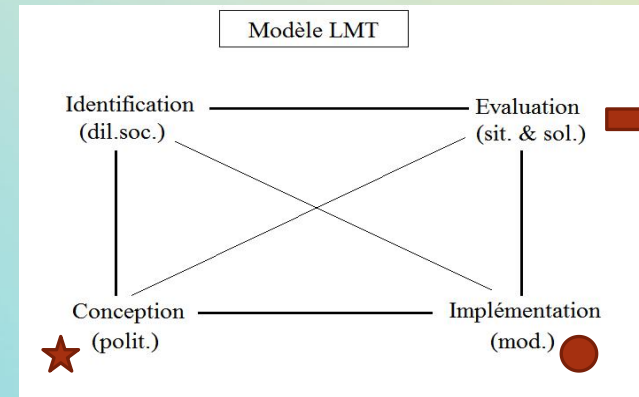 Modèle LMT
Identification
(dil.soc.)
Evaluation
(sit. & sol.)
Conception
(polit.)
Implémentation
(mod.)